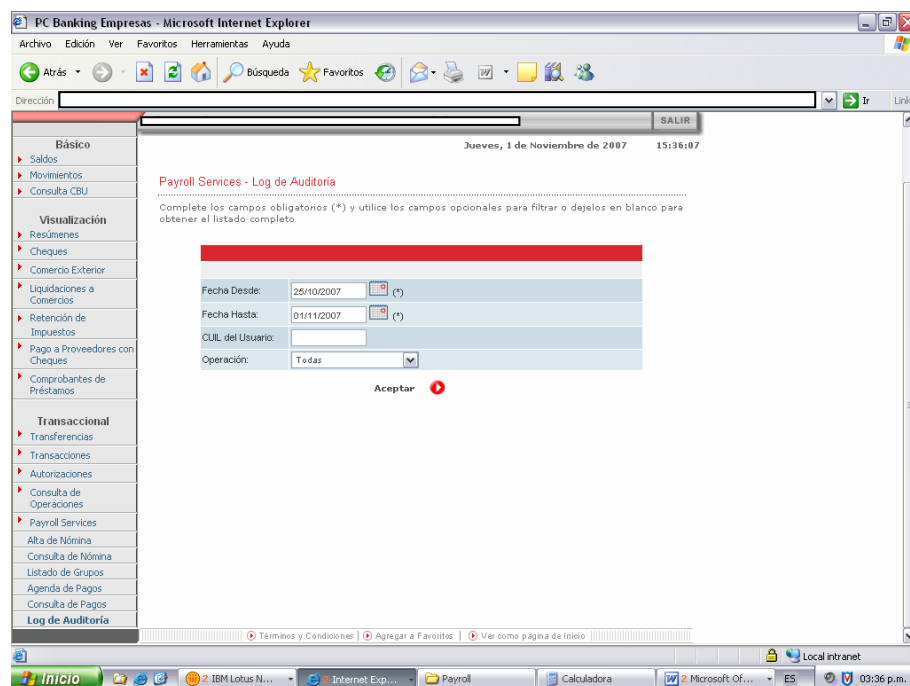 PC Banking Empresas - Microsoft Internet Explorer
Archivo Edición Ver Favoritos Herramientas Ayuda
Atrás Búsqueda Favoritos
Dirección Ir
SALIR
Jueves, 1 de Noviembre de 2007 15:36:07
Básico
Saldos
Movimientos
Consulta CBU
Visualización
Resúmenes
Cheques
Comercio Exterior
Liquidaciones a
Comercios
Retención de
Impuestos
Pago a Proveedores con
Cheques
Comprobantes de
Préstamos
Transaccional
Transferencias
Transacciones
Autorizaciones
Consulta de
Operaciones
Payroll Services
Alta de Nómina
Consulta de Nómina
Listado de Grupos
Agenda de Pagos
Consulta de Pagos
Log de Auditoría
Payroll Services - Log de Auditoría
Complete los campos obligatorios (*) y utilice los campos opcionales para filtrar o dejelos en blanco para
obtener el listado completo
Fecha Desde: 25/10/2007 (*)
Fecha Hasta: 01/11/2007 (*)
CUIL del Usuario:
Operación: Todas
Aceptar
Términos y Condiciones | Agregar a Favoritos | Ver como página de Inicio
Local intranet
Inicio 2 IBM Lotus N... 2 Internet Exp... Payroll Calculadora 2 Microsoft Of... ES 03:36 p.m.